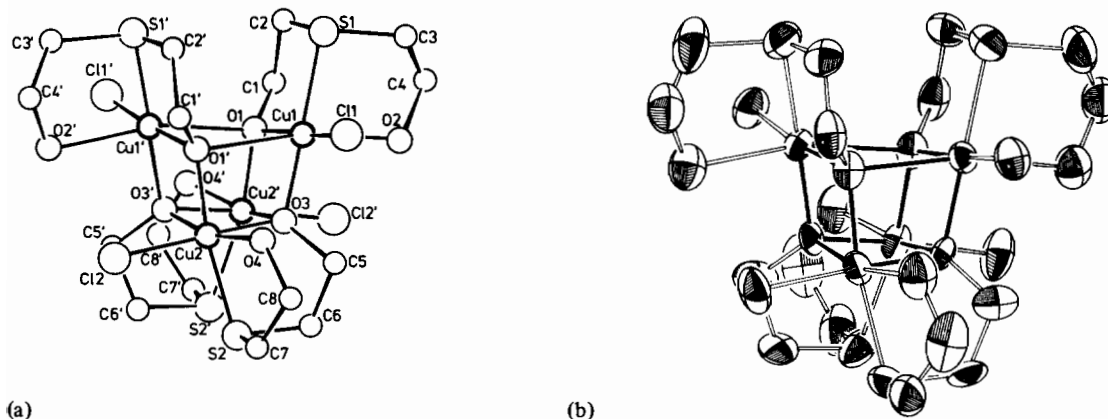 S1' C2 S1
C3' C2' C3
Cl1' C1 C4
C4' C1' O1 Cu1 Cl1 O2
O2' Cu1' O1'
O4' Cu2'
O3' O3 Cl2'
C5' Cu2
C8' O4 C5
Cl2 C7' C8
C6' S2' C6
S2 C7
(a) (b)